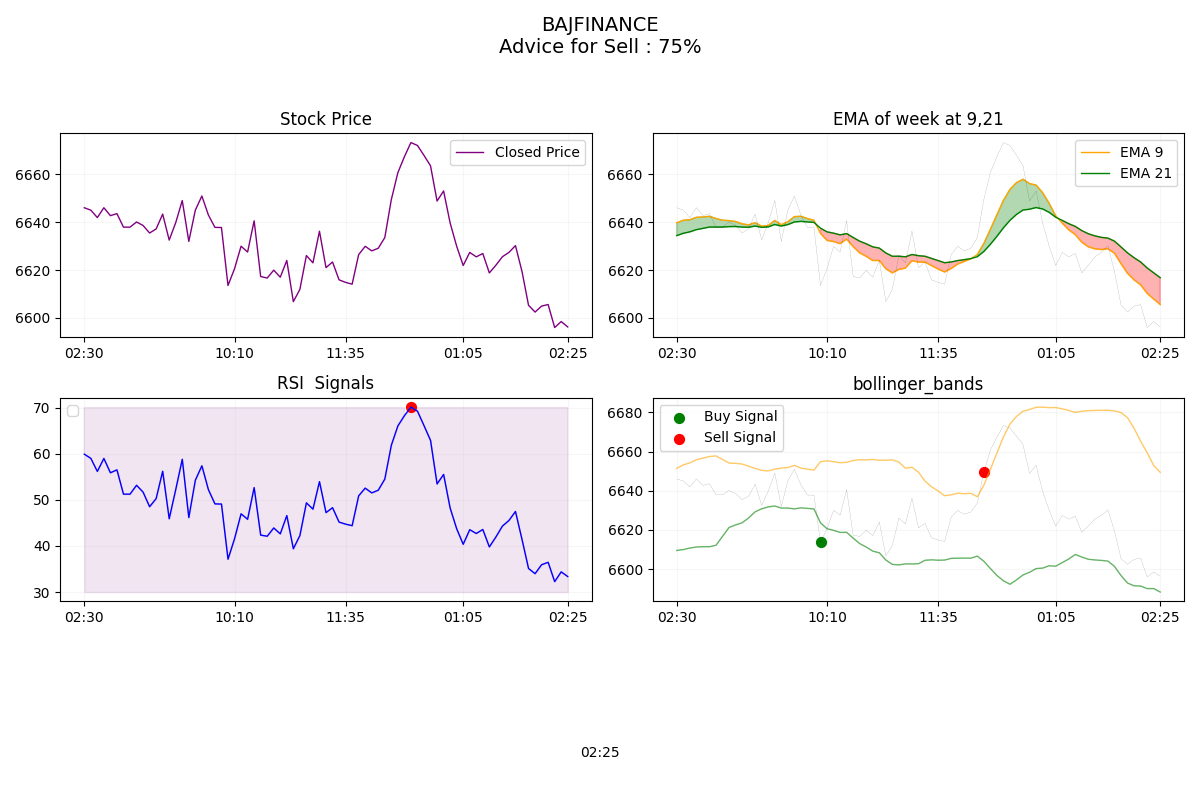 BAJFINANCE
Advice for Sell : 75%
Stock Price
Closed Price
6660
6640
6620
6600
02:30 10:10 11:35 01:05 02:25
EMA of week at 9,21
EMA 9
EMA 21
6660
6640
6620
6600
02:30 10:10 11:35 01:05 02:25
RSI  Signals
70
60
50
40
30
02:30 10:10 11:35 01:05 02:25
bollinger_bands
Buy Signal
Sell Signal
6680
6660
6640
6620
6600
02:30 10:10 11:35 01:05 02:25
02:25